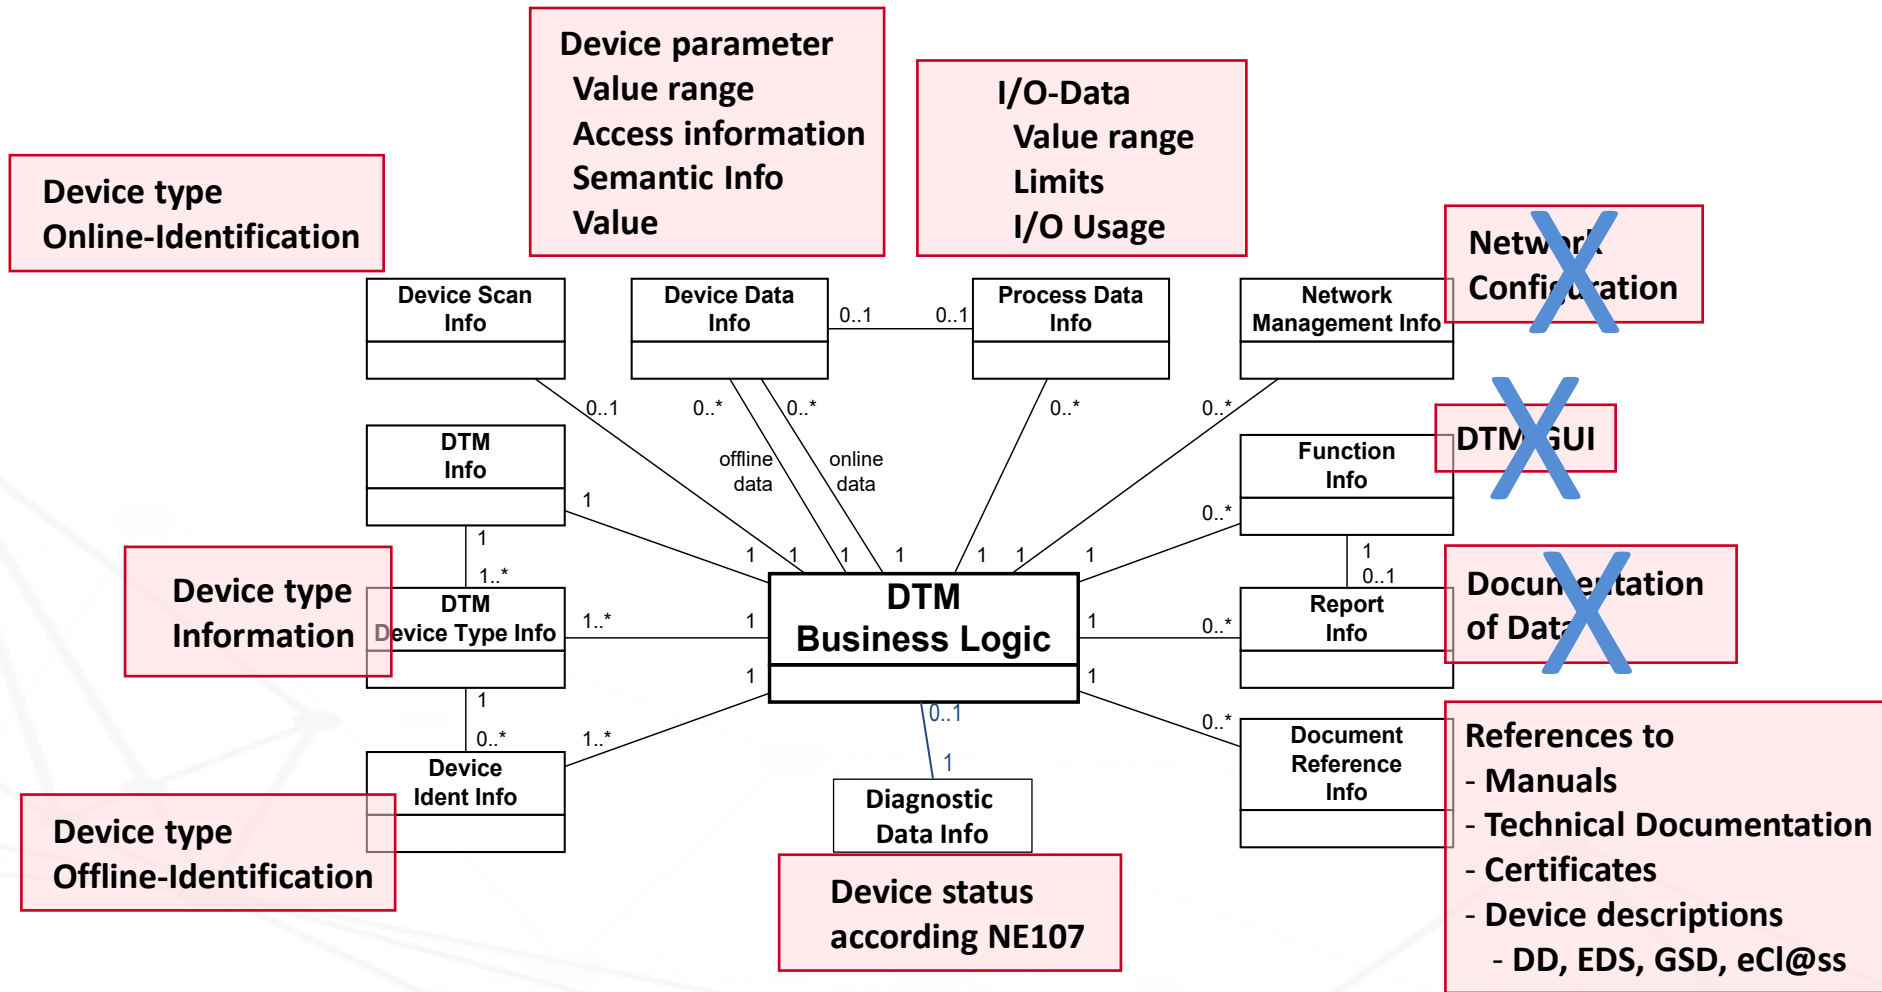 Device parameter
Value range
Access information
Semantic Info
Value
I/O-Data
Value range
Limits
I/O Usage
Device type
Online-Identification
Network
Configuration
Device Scan
Info
Device Data
Info
0..1
0..1
Process Data
Info
Network
Management Info
0..1
0..*
0..*
0..*
0..*
DTM GUI
DTM
Info
offline
data
online
data
Function
Info
1
0..*
1
1
1
1
1
1
1
1
1..*
1
0..1
Device type
Information
DTM
Device Type Info
1..*
1
DTM
Business Logic
1
0..*
Report
Info
Documentation
of Data
1
0..*
1..*
1
1
0..*
Device
Ident Info
0..1
1
Diagnostic
Data Info
Document
Reference
Info
Device type
Offline-Identification
Device status
according NE107
References to
- Manuals
- Technical Documentation
- Certificates
- Device descriptions
- DD, EDS, GSD, eCl@ss